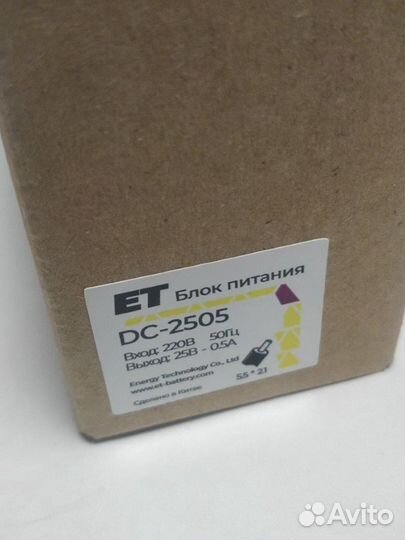 ET Блок питания
DC-2505
Вход: 220В 50Гц
Выход: 25В - 0.5А
Energy Technology Co., Ltd
www.et-battery.com
Сделано в Китае
5.5 * 2.1
Avito